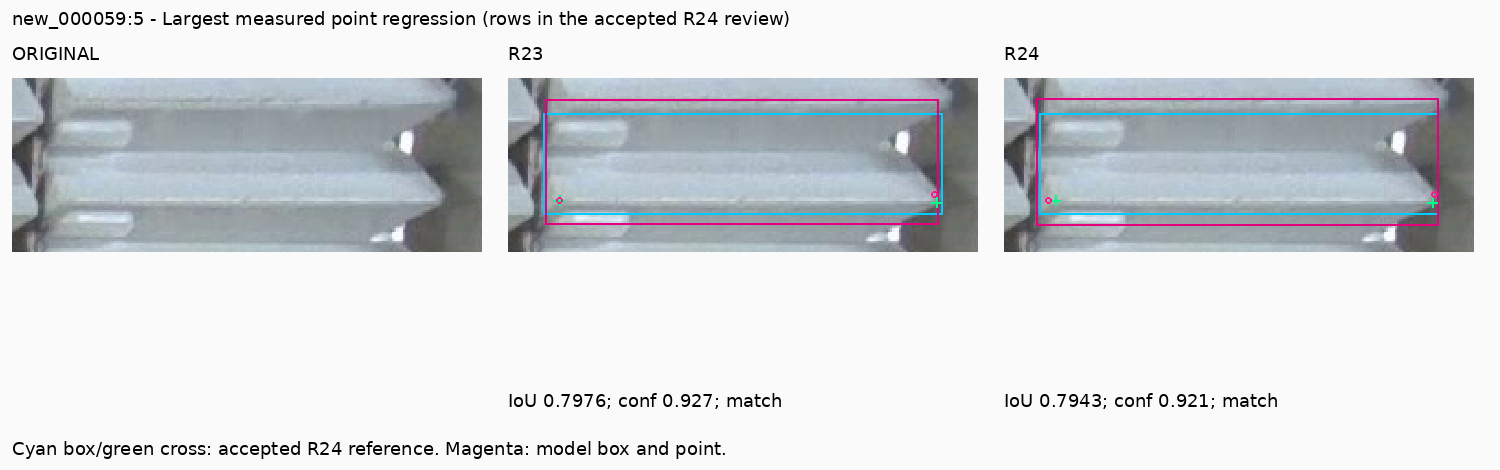 new_000059:5 - Largest measured point regression (rows in the accepted R24 review)
ORIGINAL
R23
R24
IoU 0.7976; conf 0.927; match
IoU 0.7943; conf 0.921; match
Cyan box/green cross: accepted R24 reference. Magenta: model box and point.